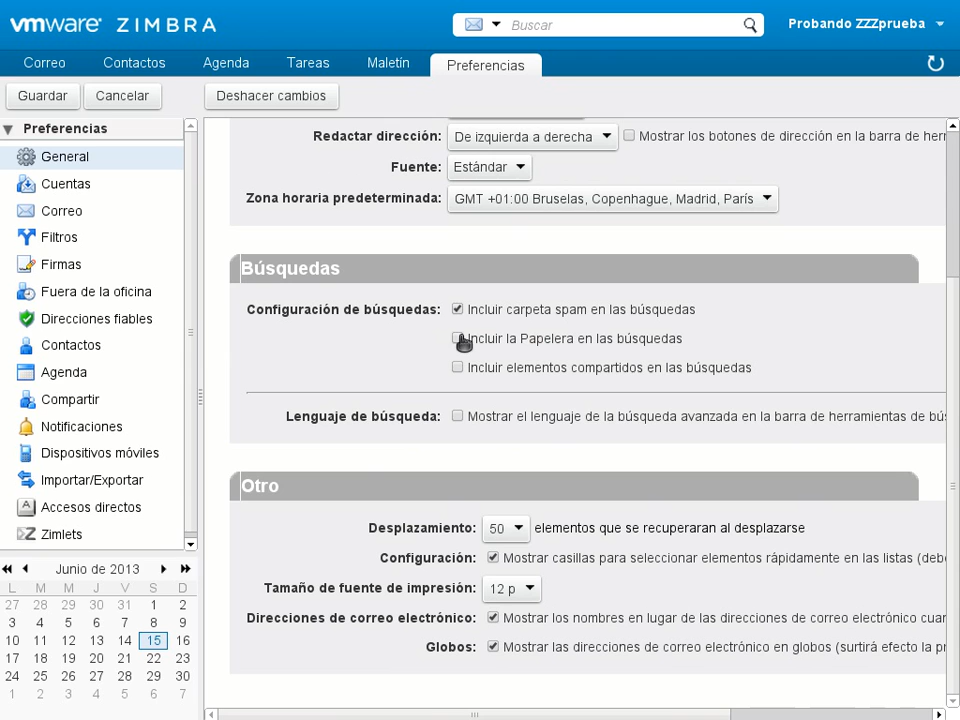 vmware ZIMBRA
Buscar
Probando ZZZprueba
Correo Contactos Agenda Tareas Maletín Preferencias
Guardar Cancelar Deshacer cambios
Preferencias
General
Cuentas
Correo
Filtros
Firmas
Fuera de la oficina
Direcciones fiables
Contactos
Agenda
Compartir
Notificaciones
Dispositivos móviles
Importar/Exportar
Accesos directos
Zimlets
Junio de 2013
L M M J V S D
27 28 29 30 31 1 2
3 4 5 6 7 8 9
10 11 12 13 14 15 16
17 18 19 20 21 22 23
24 25 26 27 28 29 30
1 2 3 4 5 6 7
Redactar dirección: De izquierda a derecha Mostrar los botones de dirección en la barra de her
Fuente: Estándar
Zona horaria predeterminada: GMT +01:00 Bruselas, Copenhague, Madrid, París
Búsquedas
Configuración de búsquedas: Incluir carpeta spam en las búsquedas
Incluir la Papelera en las búsquedas
Incluir elementos compartidos en las búsquedas
Lenguaje de búsqueda: Mostrar el lenguaje de la búsqueda avanzada en la barra de herramientas de bús
Otro
Desplazamiento: 50 elementos que se recuperaran al desplazarse
Configuración: Mostrar casillas para seleccionar elementos rápidamente en las listas (debe
Tamaño de fuente de impresión: 12 p
Direcciones de correo electrónico: Mostrar los nombres en lugar de las direcciones de correo electrónico cuan
Globos: Mostrar las direcciones de correo electrónico en globos (surtirá efecto la p